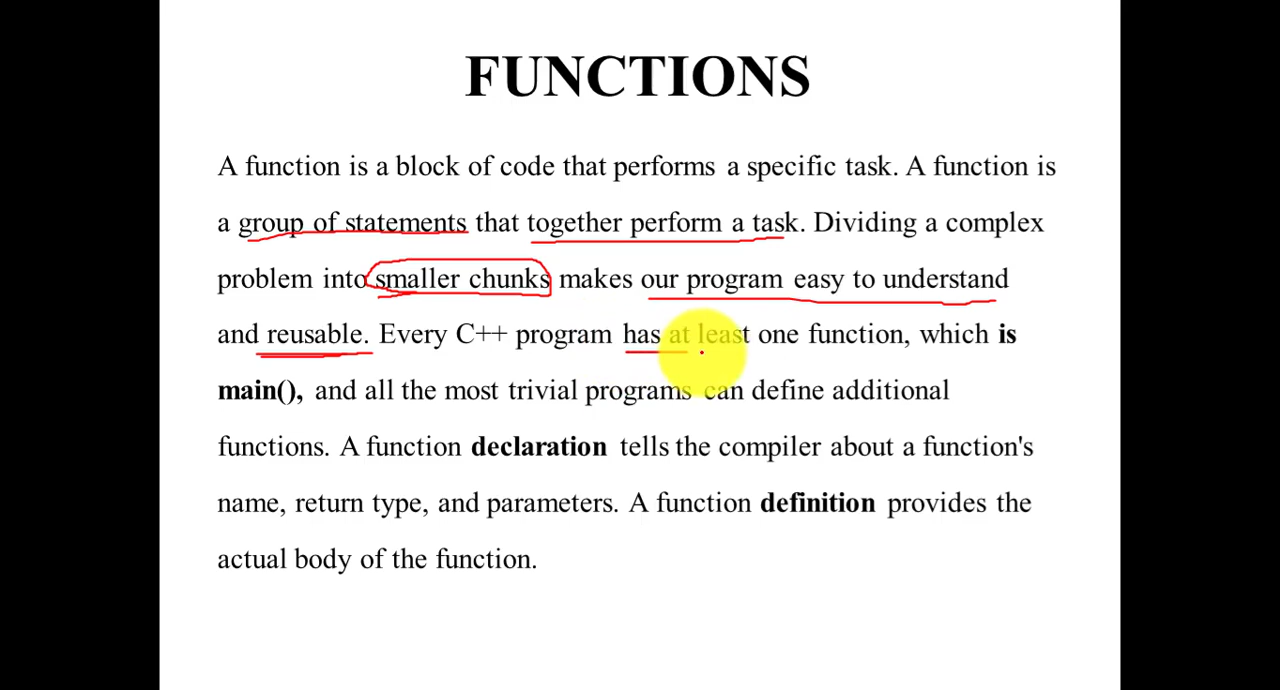 FUNCTIONS
A function is a block of code that performs a specific task. A function is
a group of statements that together perform a task. Dividing a complex
problem into smaller chunks makes our program easy to understand
and reusable. Every C++ program has at least one function, which is
main(), and all the most trivial programs can define additional
functions. A function declaration tells the compiler about a function's
name, return type, and parameters. A function definition provides the
actual body of the function.